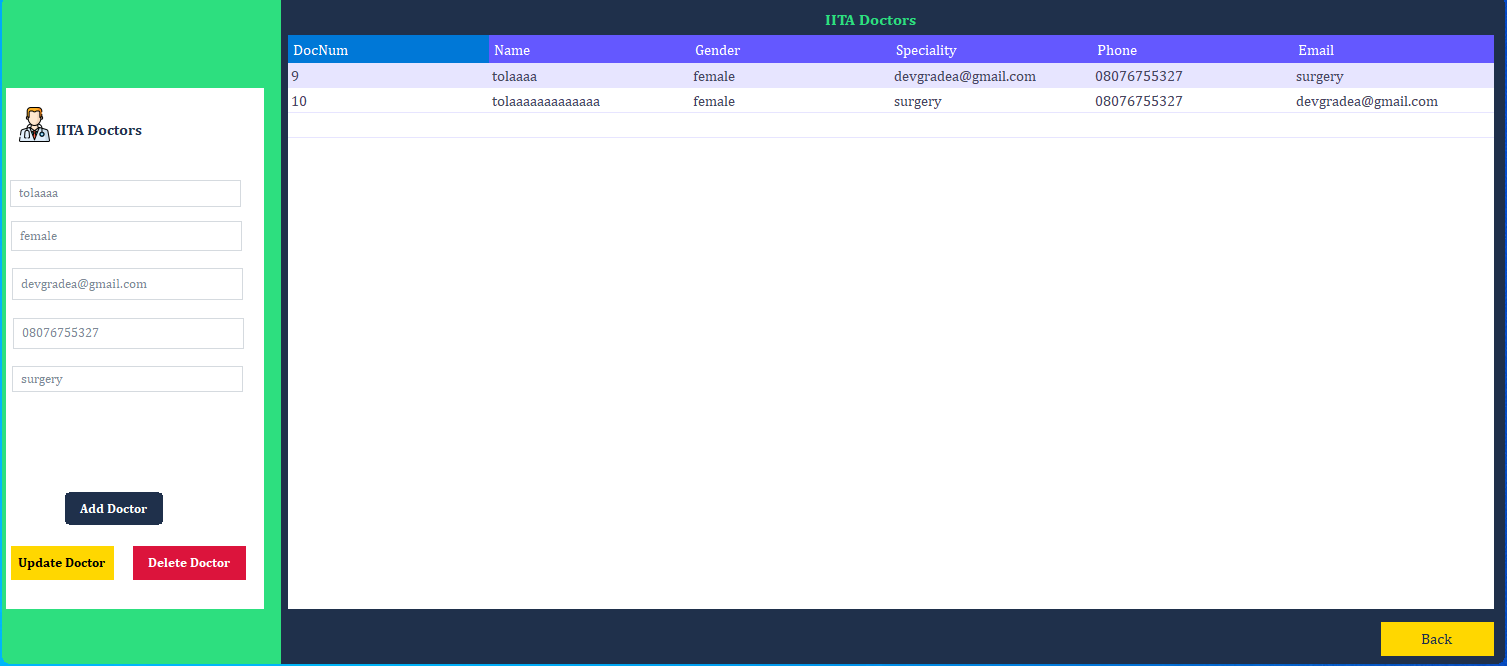 IITA Doctors
tolaaaa
female
devgradea@gmail.com
08076755327
surgery
Add Doctor
Update Doctor Delete Doctor
IITA Doctors
DocNum Name Gender Speciality Phone Email
9 tolaaaa female devgradea@gmail.com 08076755327 surgery
10 tolaaaaaaaaaaaaa female surgery 08076755327 devgradea@gmail.com
Back